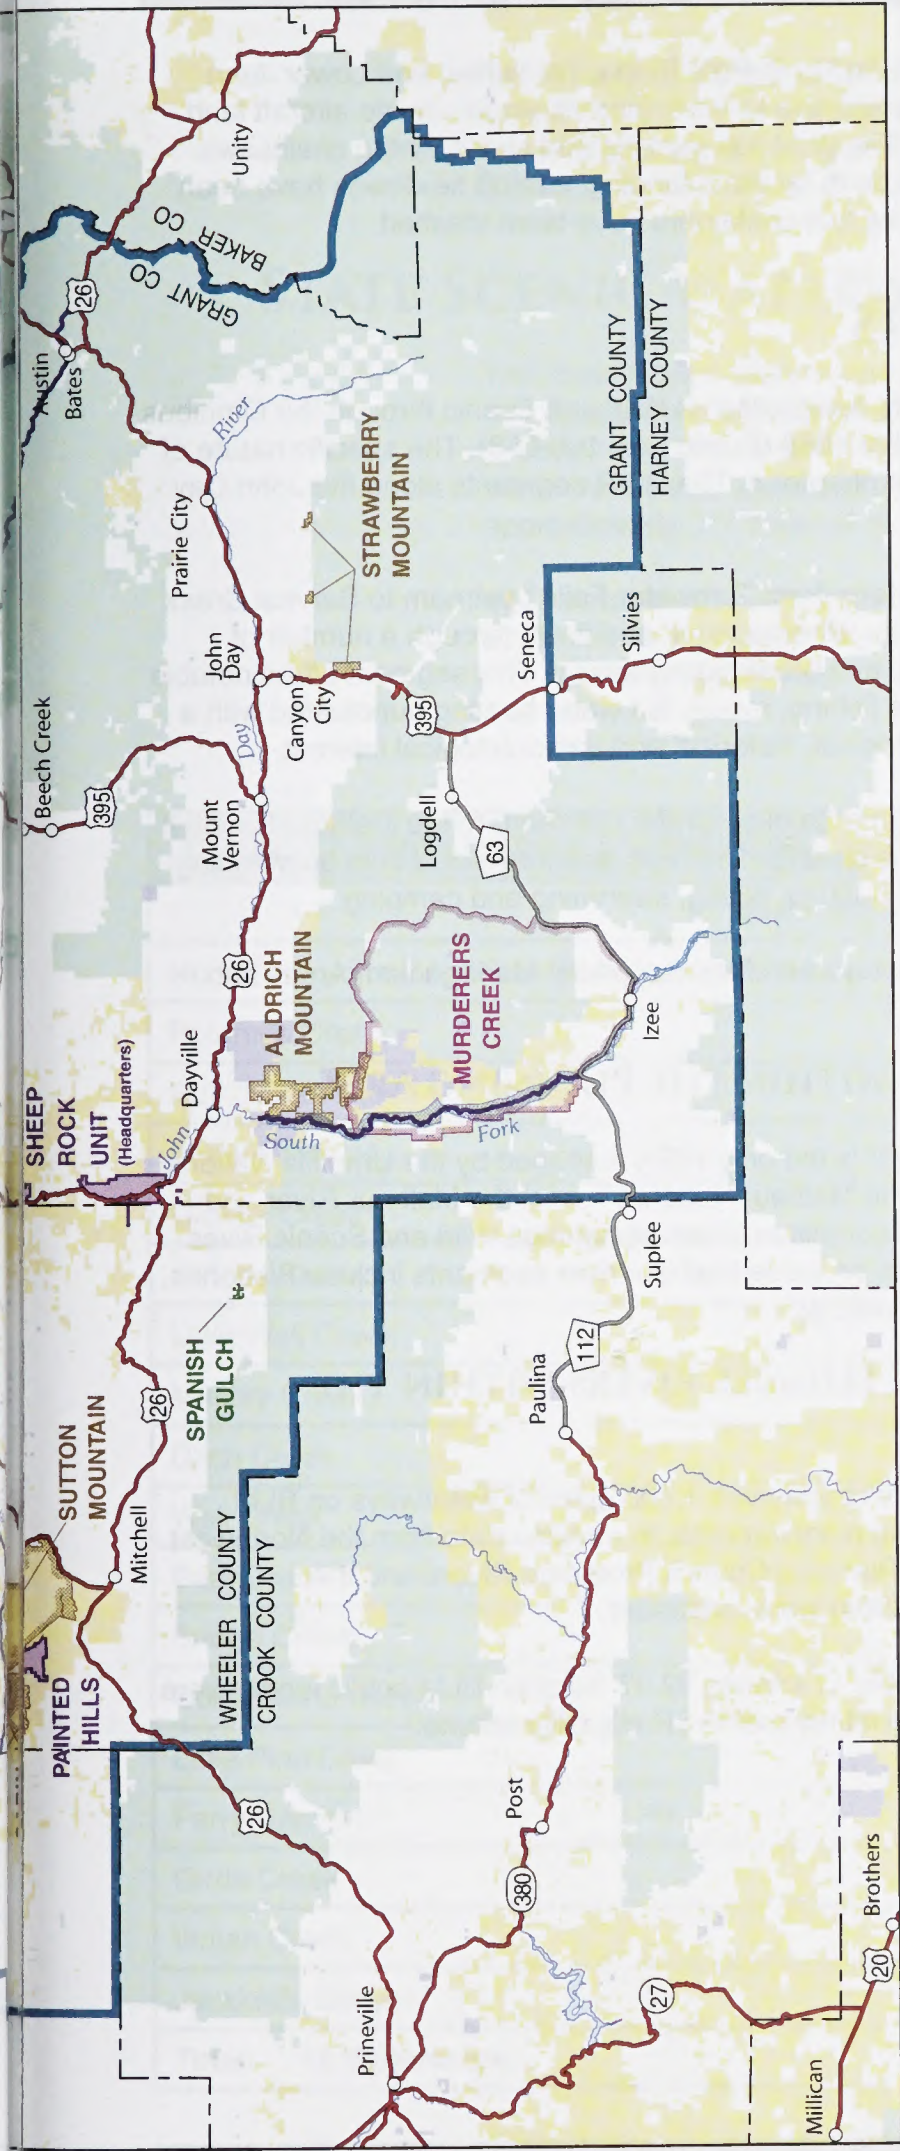 Unity
BAKER CO
GRANT CO
26
Austin
Bates
River
Prairie City
STRAWBERRY
MOUNTAIN
GRANT COUNTY
HARNEY COUNTY
John
Day
Canyon
City
395
Seneca
Silvies
Beech Creek
395
Day
Mount
Vernon
Logdell
63
26
ALDRICH
MOUNTAIN
MURDERERS
CREEK
Izee
SHEEP
ROCK
UNIT
(Headquarters)
Dayville
John
South
Fork
Suplee
112
Paulina
SPANISH
GULCH
26
SUTTON
MOUNTAIN
Mitchell
PAINTED
HILLS
WHEELER COUNTY
CROOK COUNTY
26
Post
380
Prineville
27
Brothers
20
Millican